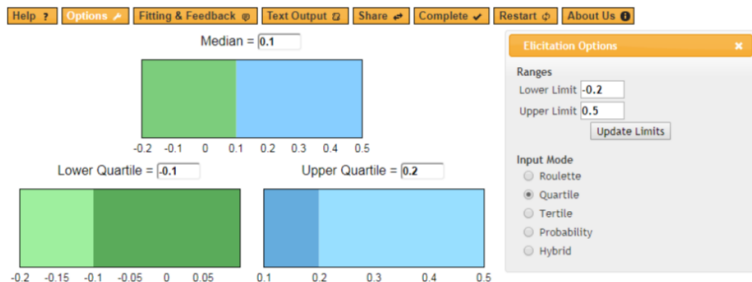 Help ? Options Fitting & Feedback Text Output Share Complete Restart About Us
Median = 0.1
-0.2 -0.1 0 0.1 0.2 0.3 0.4 0.5
Lower Quartile = -0.1
-0.2 -0.15 -0.1 -0.05 0 0.05
Upper Quartile = 0.2
0.1 0.2 0.3 0.4 0.5
Elicitation Options
Ranges
Lower Limit -0.2
Upper Limit 0.5
Update Limits
Input Mode
Roulette
Quartile
Tertile
Probability
Hybrid